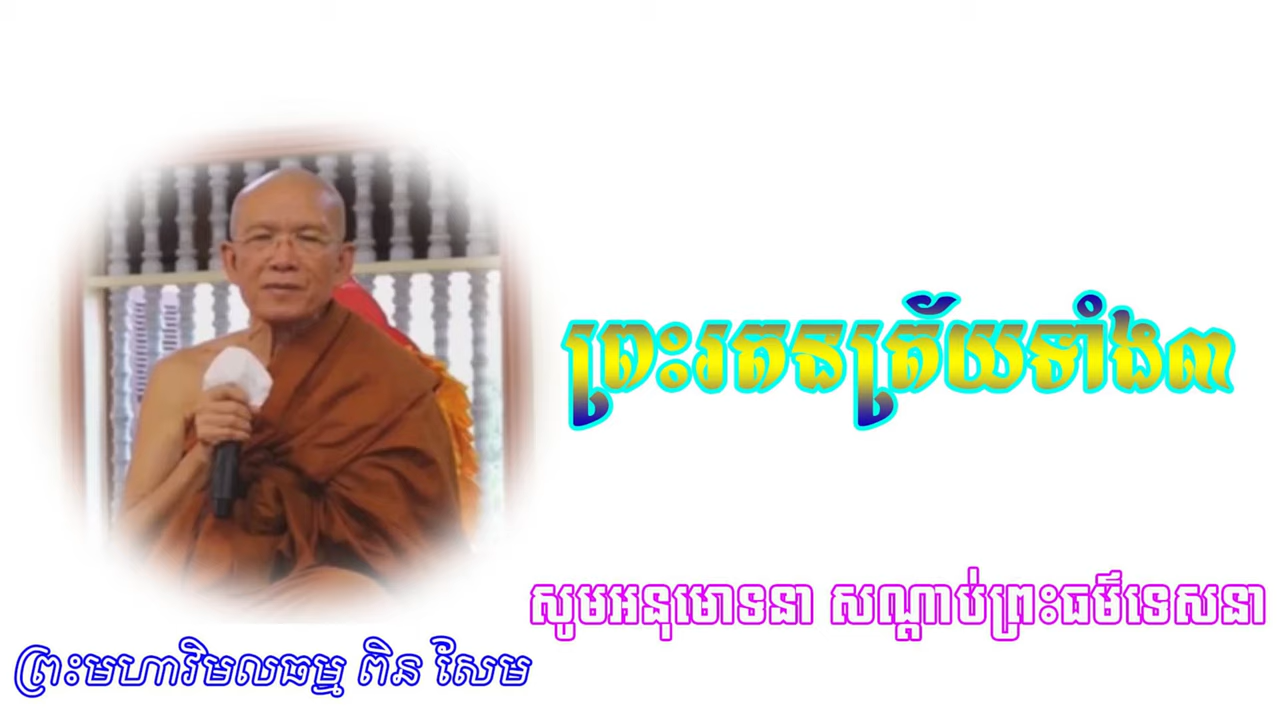 ព្រះរតនត្រ័យទាំង៣
សូមអនុមោទនា សណ្ដាប់ព្រះធម៌ទេសនា
ព្រះមហាវិមលធម្ម ពិន សែម